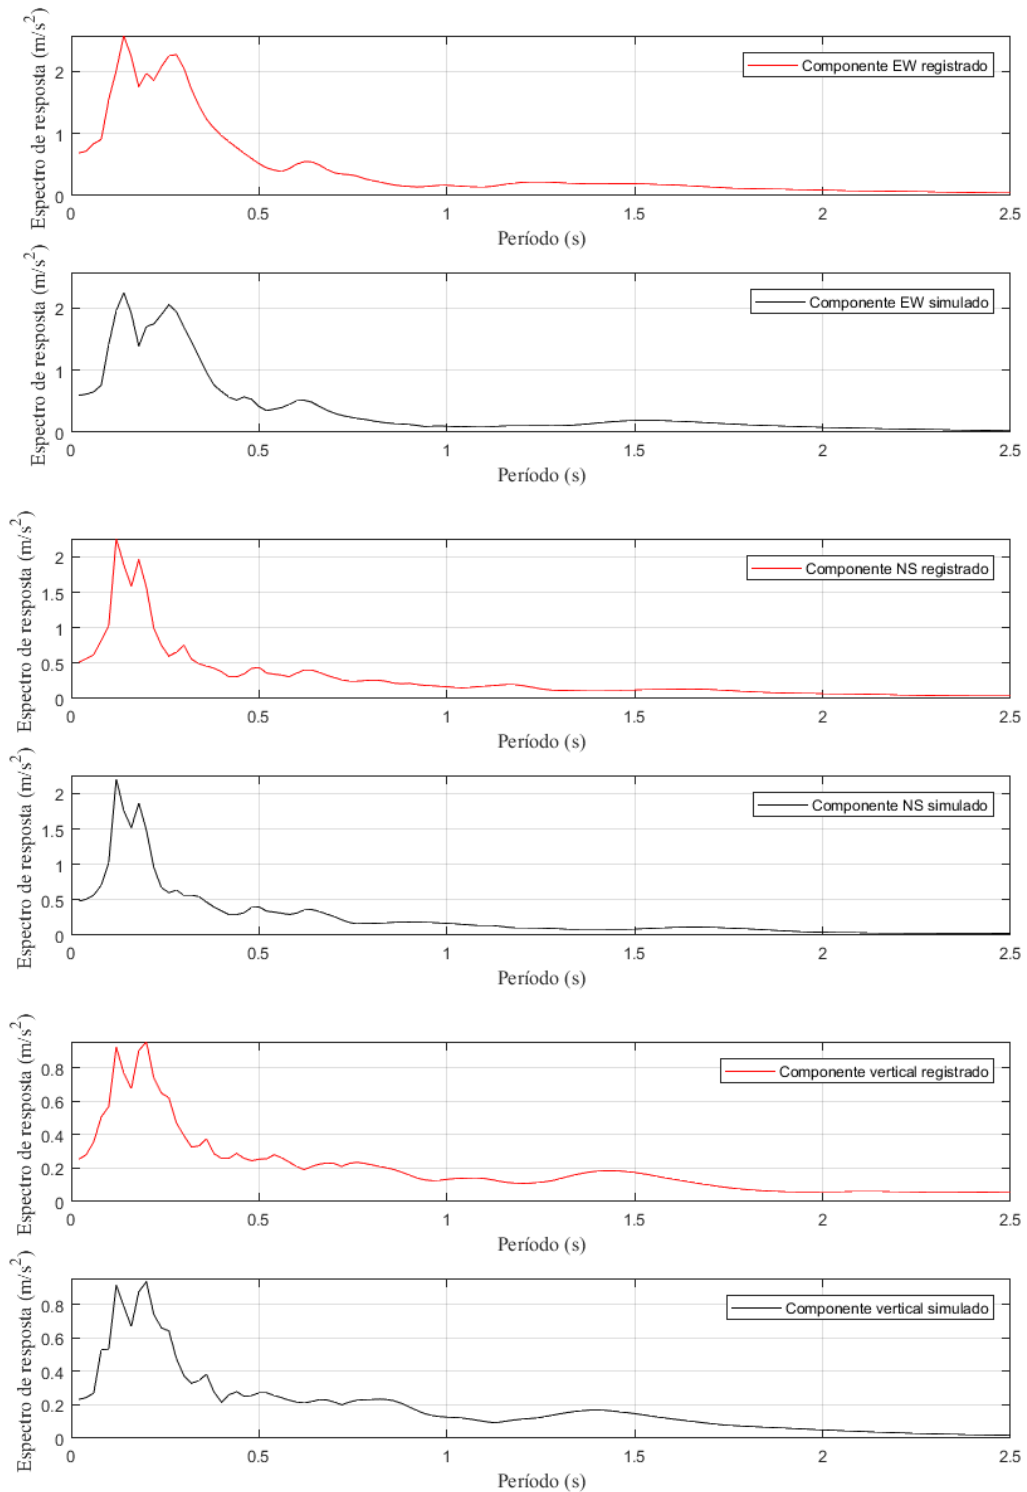 Espectro de resposta (m/s²)
2
1
0
Componente EW registrado
0 0.5 1 1.5 2 2.5
Período (s)
Espectro de resposta (m/s²)
2
1
0
Componente EW simulado
0 0.5 1 1.5 2 2.5
Período (s)
Espectro de resposta (m/s²)
2
1.5
1
0.5
0
Componente NS registrado
0 0.5 1 1.5 2 2.5
Período (s)
Espectro de resposta (m/s²)
2
1.5
1
0.5
0
Componente NS simulado
0 0.5 1 1.5 2 2.5
Período (s)
Espectro de resposta (m/s²)
0.8
0.6
0.4
0.2
0
Componente vertical registrado
0 0.5 1 1.5 2 2.5
Período (s)
Espectro de resposta (m/s²)
0.8
0.6
0.4
0.2
0
Componente vertical simulado
0 0.5 1 1.5 2 2.5
Período (s)